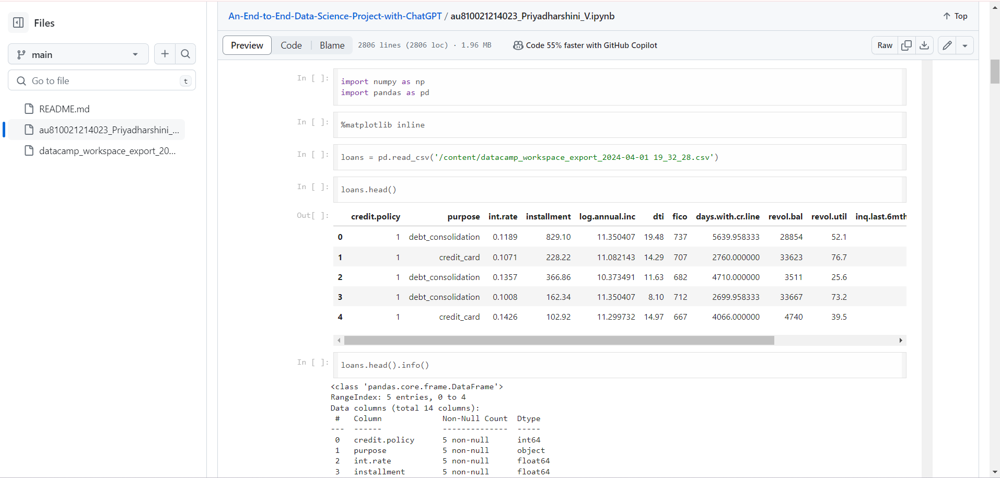 Files
main
Go to file
t
README.md
au810021214023_Priyadharshini_...
datacamp_workspace_export_20...
An-End-to-End-Data-Science-Project-with-ChatGPT / au810021214023_Priyadharshini_V.ipynb
Top
Preview Code Blame 2806 lines (2806 loc) · 1.96 MB Code 55% faster with GitHub Copilot Raw
In [ ]: import numpy as np
import pandas as pd
In [ ]: %matplotlib inline
In [ ]: loans = pd.read_csv('/content/datacamp_workspace_export_2024-04-01 19_32_28.csv')
In [ ]: loans.head()
Out[ ]: credit.policy purpose int.rate installment log.annual.inc dti fico days.with.cr.line revol.bal revol.util inq.last.6mth
0 1 debt_consolidation 0.1189 829.10 11.350407 19.48 737 5639.958333 28854 52.1
1 1 credit_card 0.1071 228.22 11.082143 14.29 707 2760.000000 33623 76.7
2 1 debt_consolidation 0.1357 366.86 10.373491 11.63 682 4710.000000 3511 25.6
3 1 debt_consolidation 0.1008 162.34 11.350407 8.10 712 2699.958333 33667 73.2
4 1 credit_card 0.1426 102.92 11.299732 14.97 667 4066.000000 4740 39.5
In [ ]: loans.head().info()
<class 'pandas.core.frame.DataFrame'>
RangeIndex: 5 entries, 0 to 4
Data columns (total 14 columns):
# Column Non-Null Count Dtype
--- ------ -------------- -----
0 credit.policy 5 non-null int64
1 purpose 5 non-null object
2 int.rate 5 non-null float64
3 installment 5 non-null float64